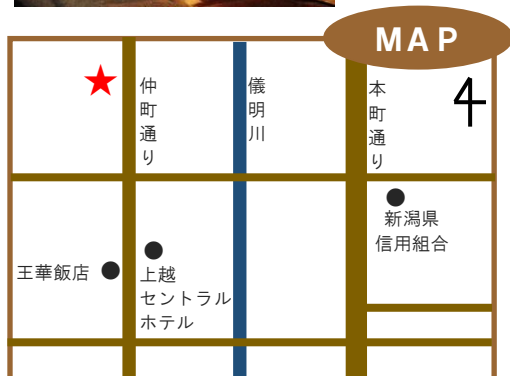 MAP
仲町通り
儀明川
本町通り
新潟県
信用組合
王華飯店
上越
セントラル
ホテル